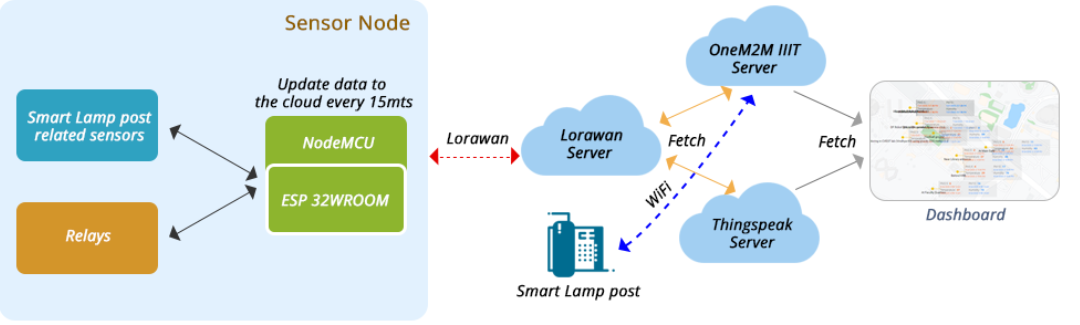 Sensor Node
Update data to
the cloud every 15mts
Smart Lamp post
related sensors
NodeMCU
ESP 32WROOM
Relays
Lorawan
Lorawan
Server
OneM2M IIIT
Server
Fetch
WiFi
Thingspeak
Server
Smart Lamp post
Fetch
Dashboard